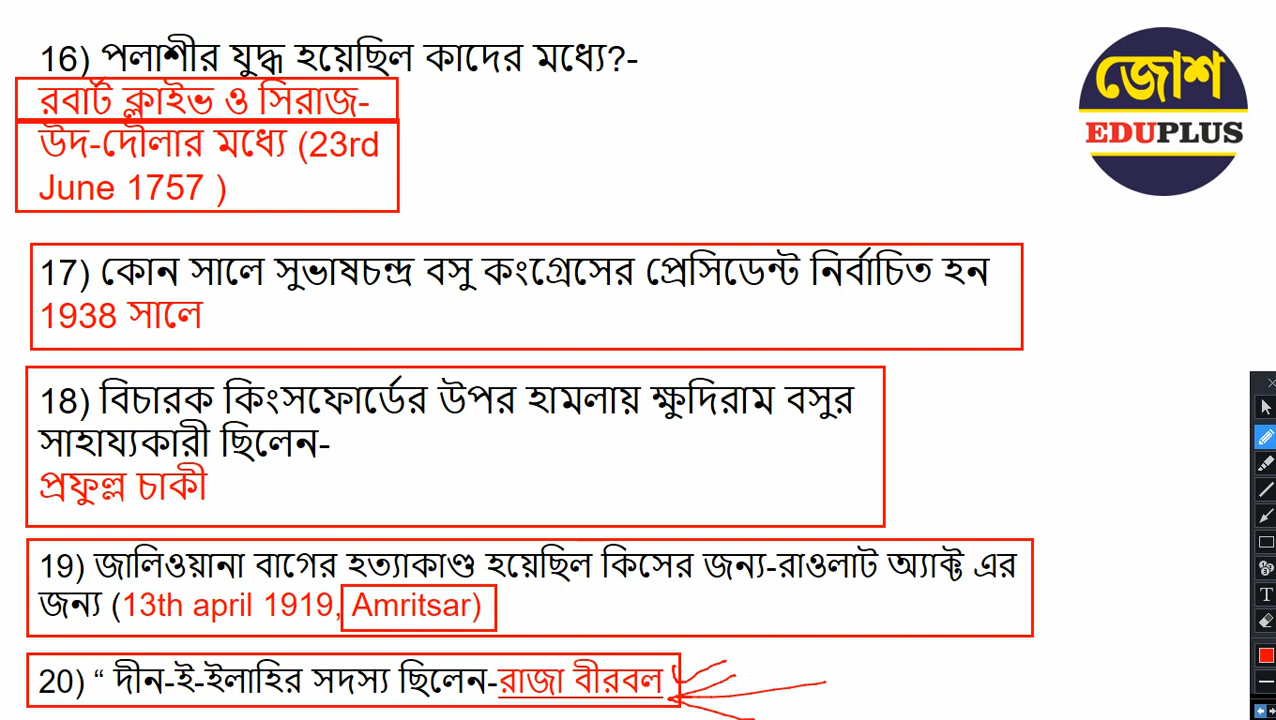 16) পলাশীর যুদ্ধ হয়েছিল কাদের মধ্যে?-
রবার্ট ক্লাইভ ও সিরাজ-
উদ-দৌলার মধ্যে (23rd
June 1757 )
জোশ
EDUPLUS
17) কোন সালে সুভাষচন্দ্র বসু কংগ্রেসের প্রেসিডেন্ট নির্বাচিত হন
1938 সালে
18) বিচারক কিংসফোর্ডের উপর হামলায় ক্ষুদিরাম বসুর
সাহায্যকারী ছিলেন-
প্রফুল্ল চাকী
19) জালিওয়ানা বাগের হত্যাকাণ্ড হয়েছিল কিসের জন্য-রাওলাট অ্যাক্ট এর
জন্য (13th april 1919, Amritsar)
20) “ দীন-ই-ইলাহির সদস্য ছিলেন-রাজা বীরবল